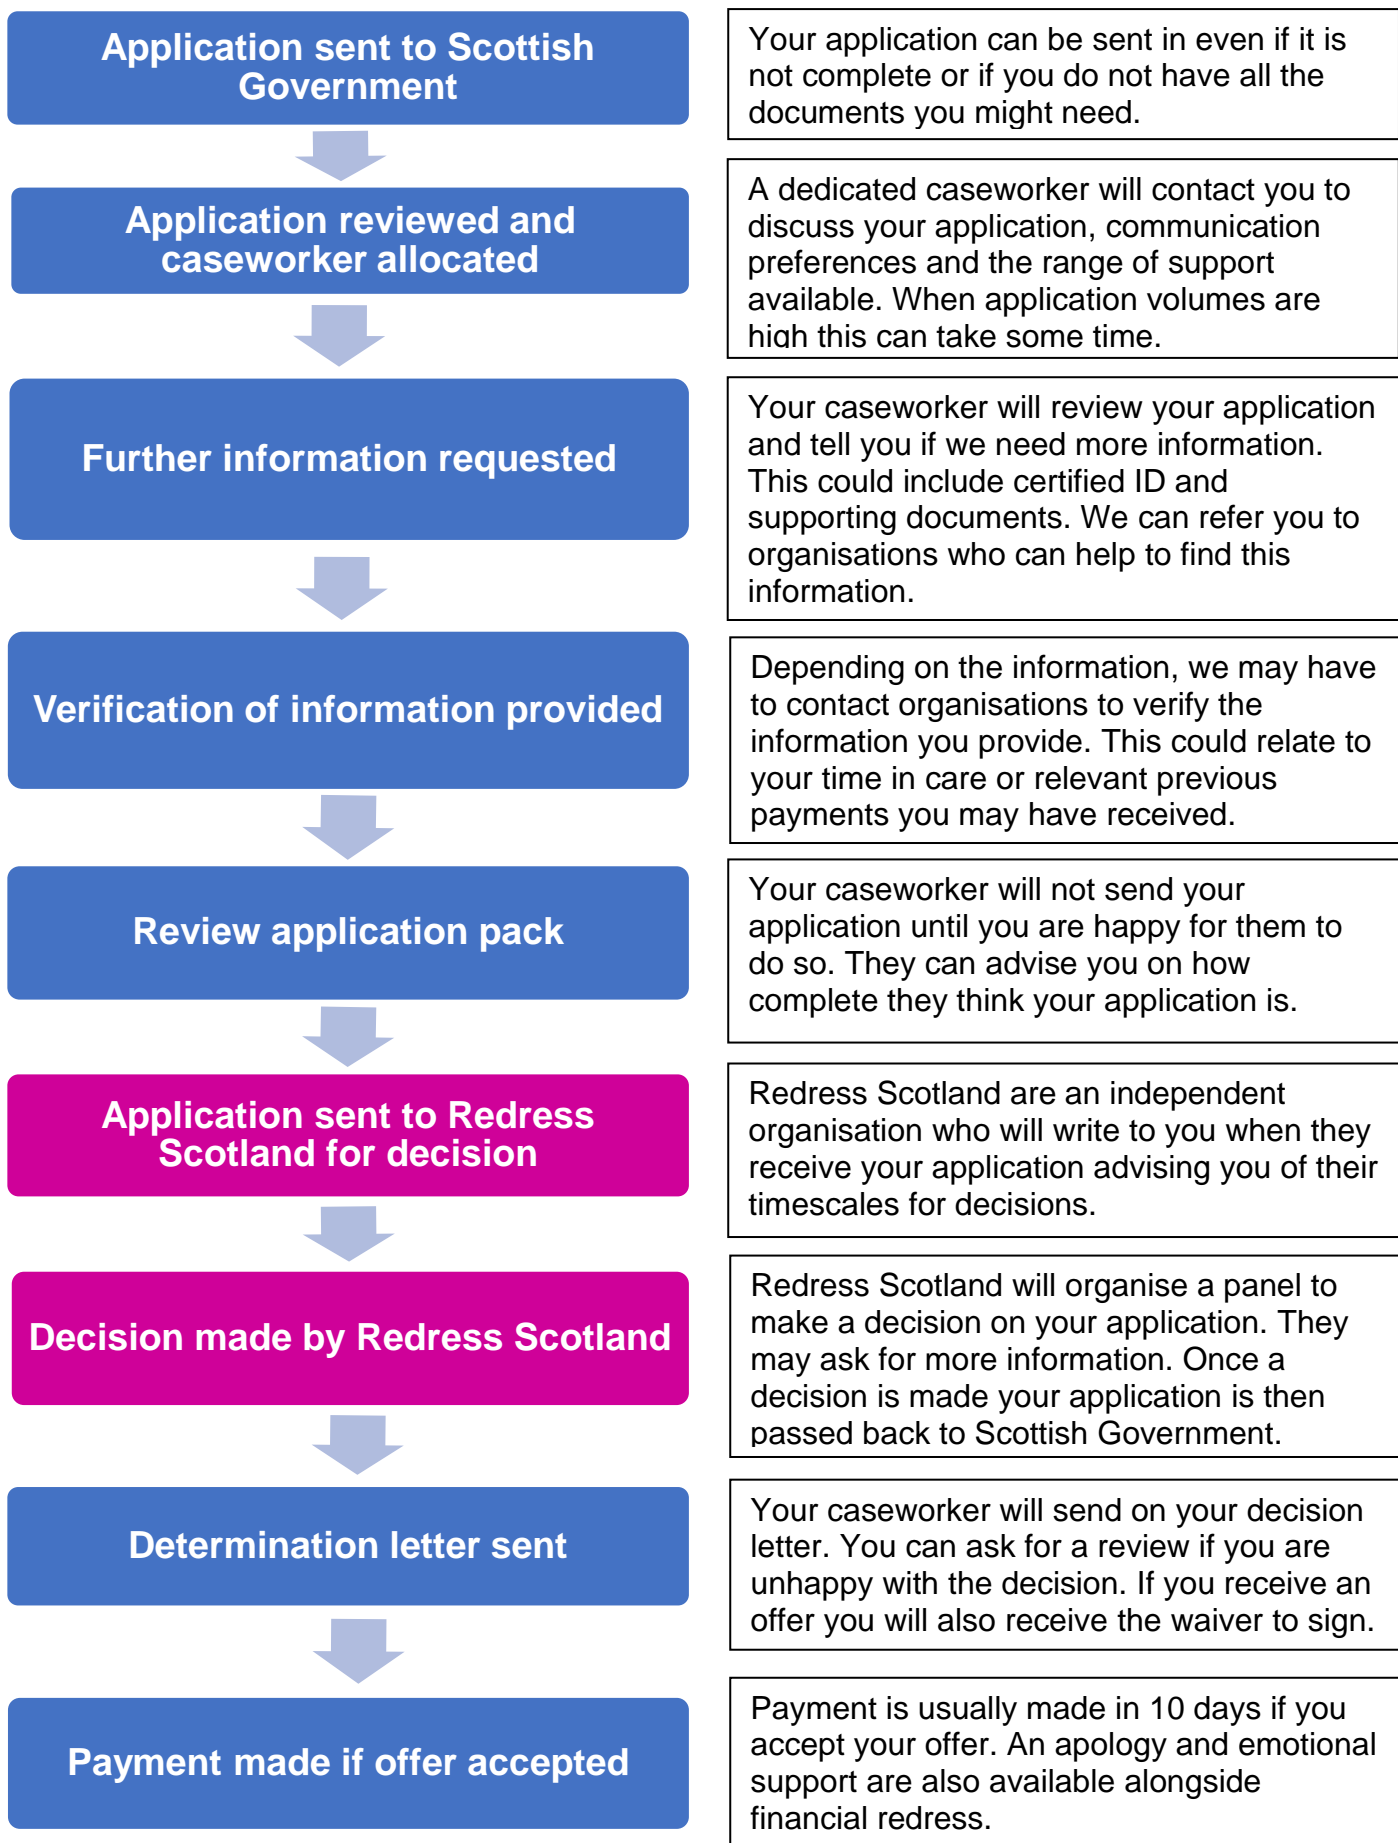 Application sent to Scottish
Government
Your application can be sent in even if it is
not complete or if you do not have all the
documents you might need.
Application reviewed and
caseworker allocated
A dedicated caseworker will contact you to
discuss your application, communication
preferences and the range of support
available. When application volumes are
high this can take some time.
Further information requested
Your caseworker will review your application
and tell you if we need more information.
This could include certified ID and
supporting documents. We can refer you to
organisations who can help to find this
information.
Verification of information provided
Depending on the information, we may have
to contact organisations to verify the
information you provide. This could relate to
your time in care or relevant previous
payments you may have received.
Review application pack
Your caseworker will not send your
application until you are happy for them to
do so. They can advise you on how
complete they think your application is.
Application sent to Redress
Scotland for decision
Redress Scotland are an independent
organisation who will write to you when they
receive your application advising you of their
timescales for decisions.
Decision made by Redress Scotland
Redress Scotland will organise a panel to
make a decision on your application. They
may ask for more information. Once a
decision is made your application is then
passed back to Scottish Government.
Determination letter sent
Your caseworker will send on your decision
letter. You can ask for a review if you are
unhappy with the decision. If you receive an
offer you will also receive the waiver to sign.
Payment made if offer accepted
Payment is usually made in 10 days if you
accept your offer. An apology and emotional
support are also available alongside
financial redress.